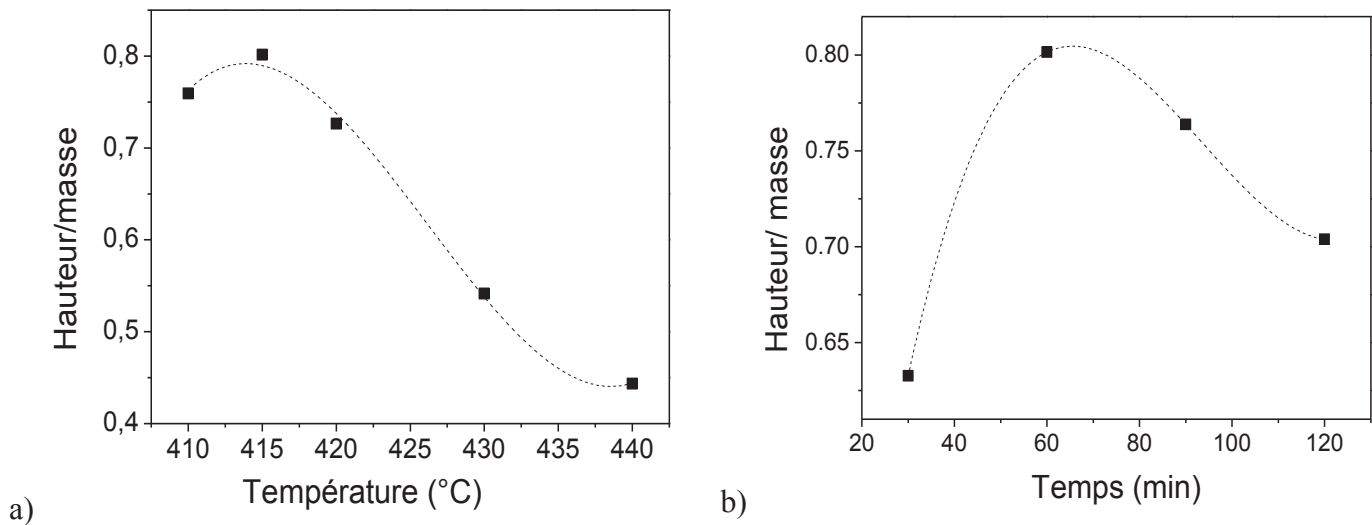 Hauteur/masse
0,8
0,7
0,6
0,5
0,4
410 415 420 425 430 435 440
Température (°C)
a)
Hauteur/ masse
0.80
0.75
0.70
0.65
20 40 60 80 100 120
Temps (min)
b)